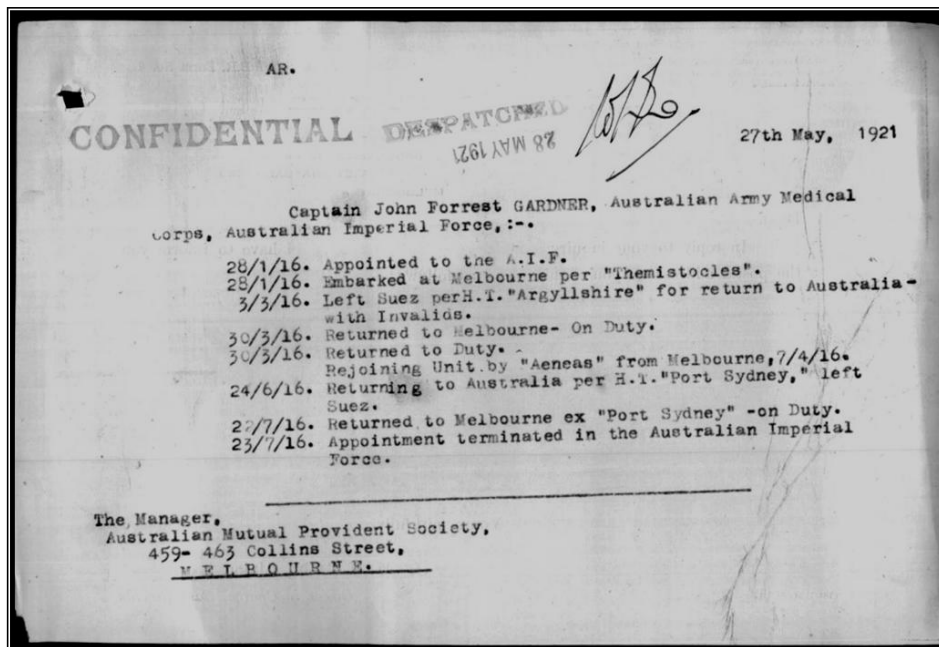 AR.
CONFIDENTIAL
DESPATCHED
28 MAY 1921
27th May, 1921
Captain John Forrest GARDNER, Australian Army Medical
Corps, Australian Imperial Force,:-.
28/1/16. Appointed to the A.I.F.
28/1/16. Embarked at Melbourne per "Themistocles".
3/3/16. Left Suez perH.T."Argyllshire" for return to Australia-
with Invalids.
30/3/16. Returned to Melbourne- On Duty.
30/3/16. Returned to Duty.
Rejoining Unit by "Aeneas" from Melbourne,7/4/16.
24/6/16. Returning to Australia per H.T."Port Sydney," left
Suez.
22/7/16. Returned to Melbourne ex "Port Sydney" -on Duty.
23/7/16. Appointment terminated in the Australian Imperial
Force.
The Manager,
Australian Mutual Provident Society,
459- 463 Collins Street,
MELBOURNE.